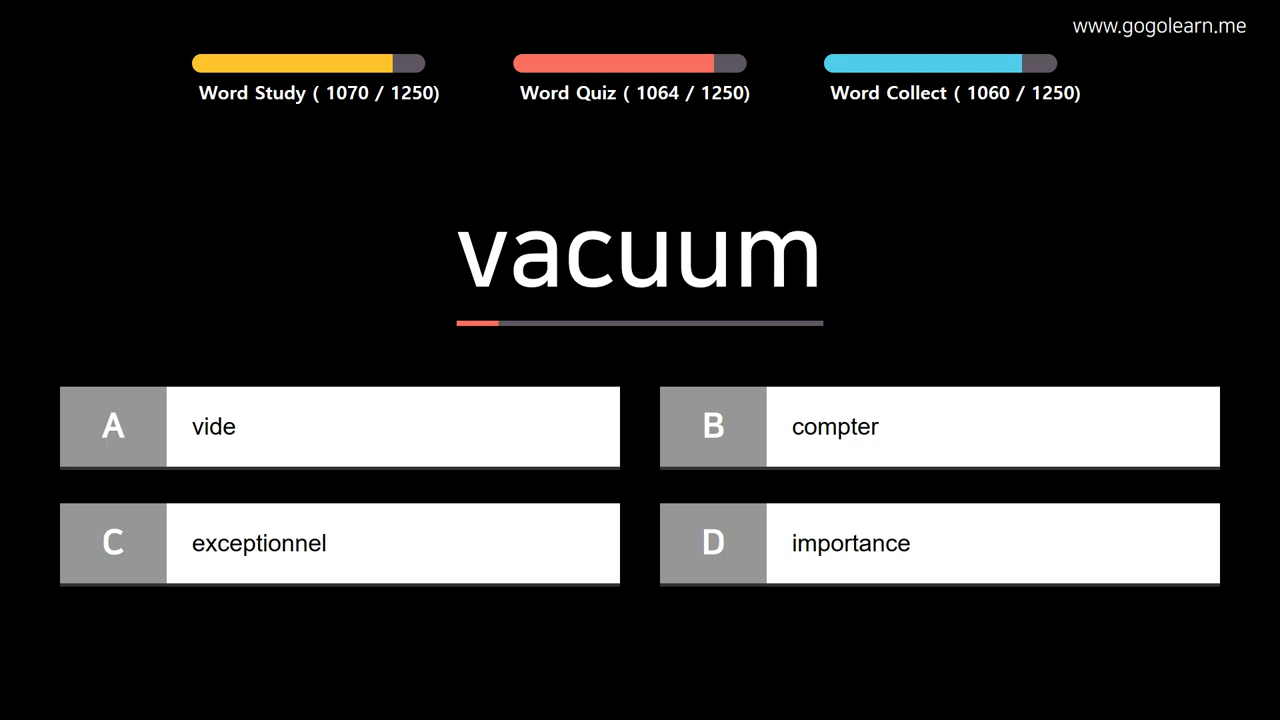 www.gogolearn.me
Word Study ( 1070 / 1250)
Word Quiz ( 1064 / 1250)
Word Collect ( 1060 / 1250)
vacuum
A vide
B compter
C exceptionnel
D importance